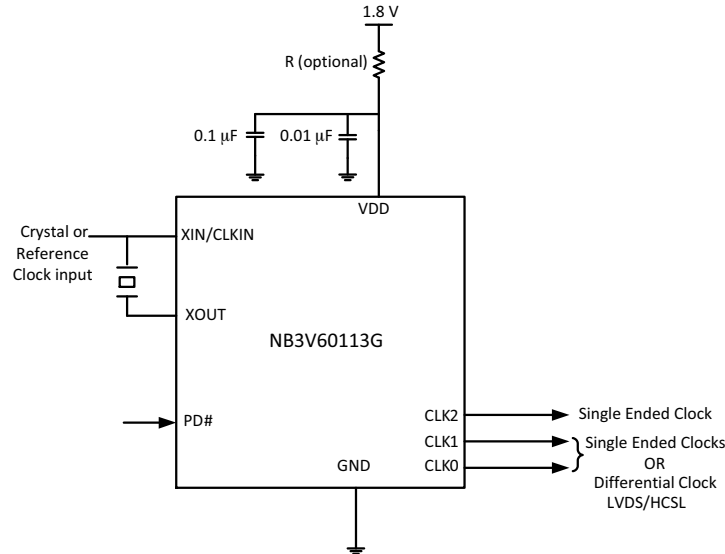 1.8 V
R (optional)
0.1 μF
0.01 μF
VDD
Crystal or
Reference
Clock input
XIN/CLKIN
XOUT
NB3V60113G
PD#
GND
CLK2
CLK1
CLK0
Single Ended Clock
Single Ended Clocks
OR
Differential Clock
LVDS/HCSL